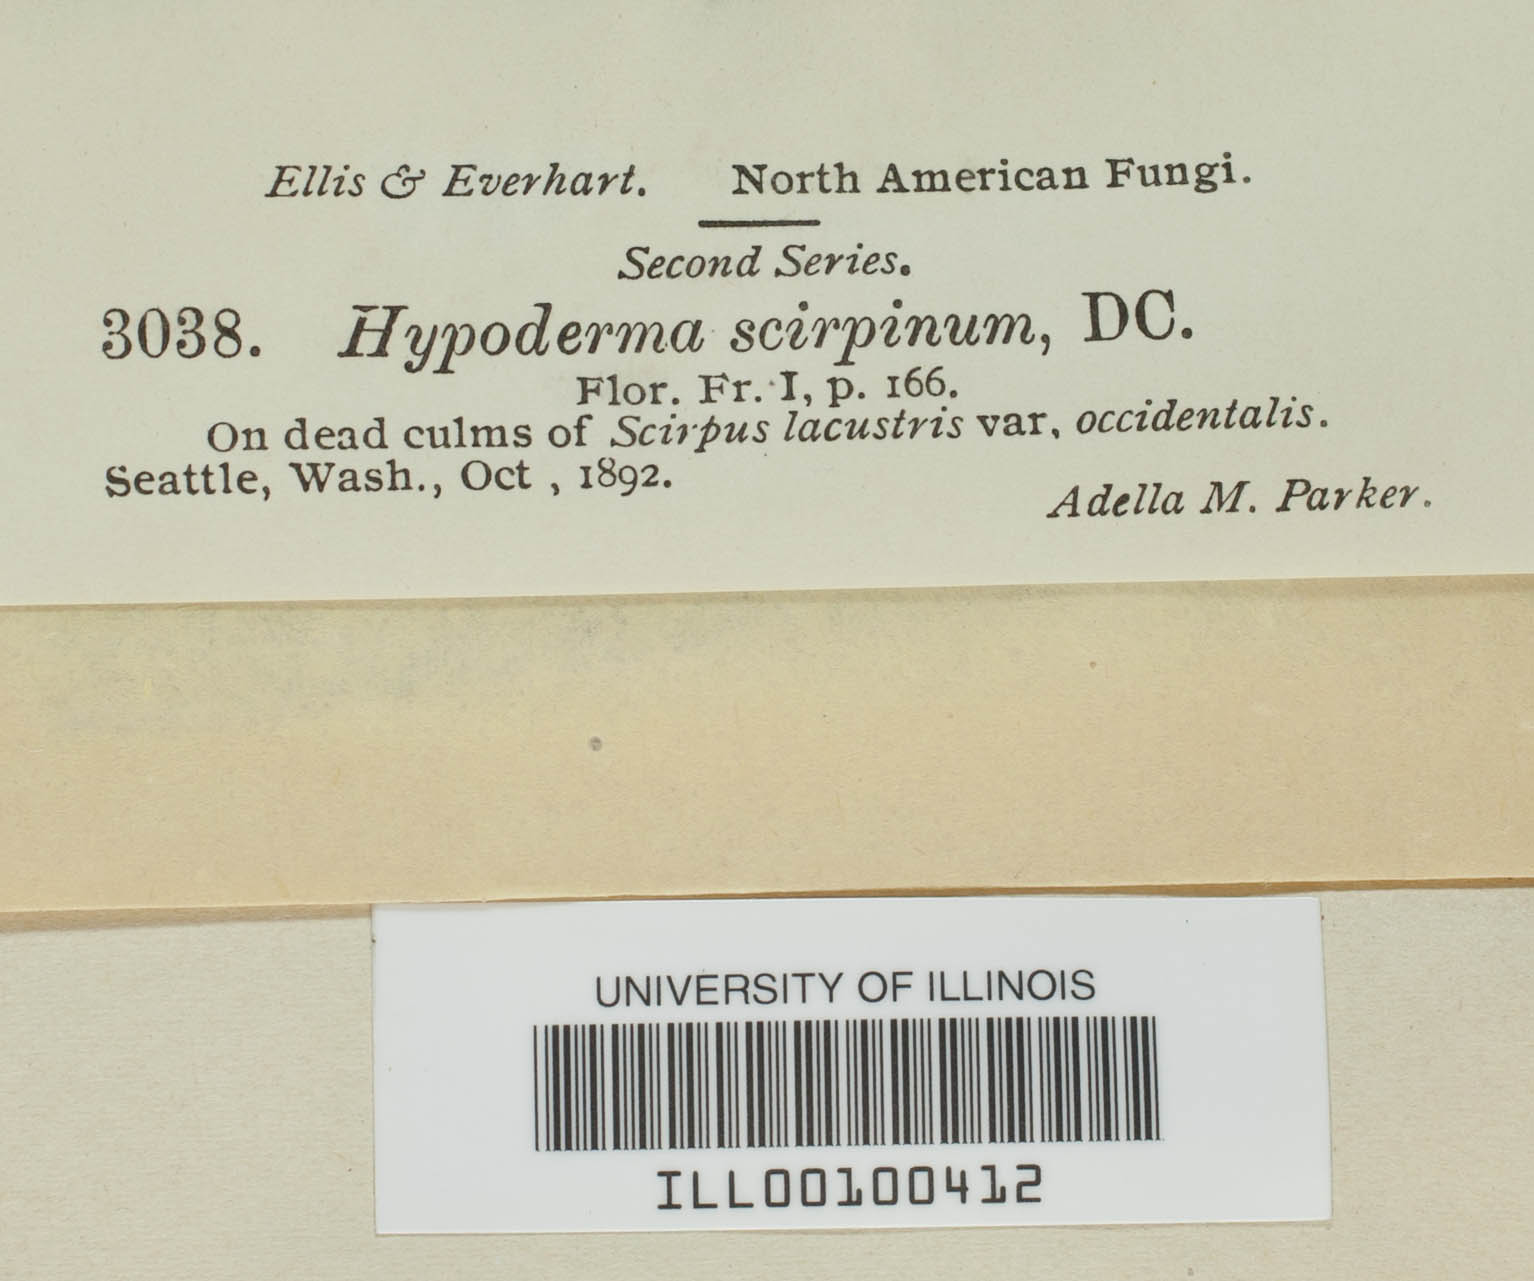 Ellis & Everhart. North American Fungi.
Second Series.
3038. Hypoderma scirpinum, DC.
Flor. Fr. I, p. 166.
On dead culms of Scirpus lacustris var. occidentalis.
Seattle, Wash., Oct , 1892.
Adella M. Parker.
UNIVERSITY OF ILLINOIS
ILL00100412